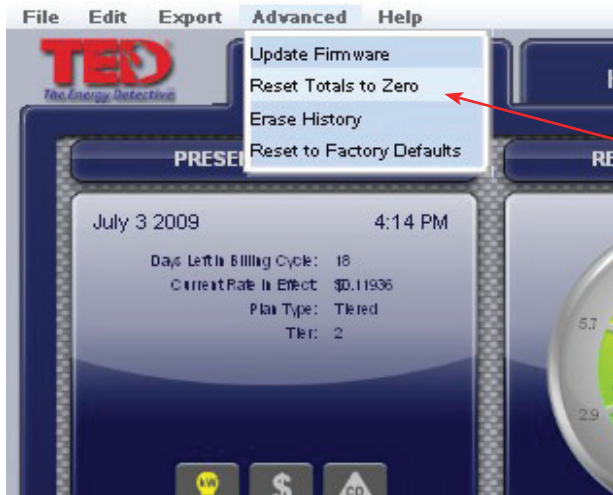 File Edit Export Advanced Help
TED
The Energy Detective
Update Firmware
Reset Totals to Zero
Erase History
Reset to Factory Defaults
July 3 2009 4:14 PM
Days Left in Billing Cycle: 18
Current Rate In Effect: $0.11936
Plan Type: Tiered
Tier: 2
5.7
2.9
kW
$
CO